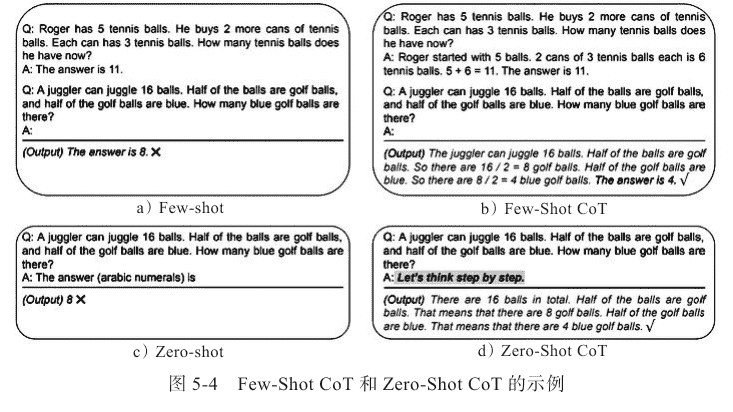 Q: Roger has 5 tennis balls. He buys 2 more cans of tennis
balls. Each can has 3 tennis balls. How many tennis balls does
he have now?
A: The answer is 11.
Q: A juggler can juggle 16 balls. Half of the balls are golf balls,
and half of the golf balls are blue. How many blue golf balls are
there?
A:
(Output) The answer is 8. ✕
a）Few-shot
Q: Roger has 5 tennis balls. He buys 2 more cans of tennis
balls. Each can has 3 tennis balls. How many tennis balls does
he have now?
A: Roger started with 5 balls. 2 cans of 3 tennis balls each is 6
tennis balls. 5 + 6 = 11. The answer is 11.
Q: A juggler can juggle 16 balls. Half of the balls are golf balls,
and half of the golf balls are blue. How many blue golf balls are
there?
A:
(Output) The juggler can juggle 16 balls. Half of the balls are golf
balls. So there are 16 / 2 = 8 golf balls. Half of the golf balls are
blue. So there are 8 / 2 = 4 blue golf balls. The answer is 4. √
b）Few-Shot CoT
Q: A juggler can juggle 16 balls. Half of the balls are golf balls,
and half of the golf balls are blue. How many blue golf balls are
there?
A: The answer (arabic numerals) is
(Output) 8 ✕
c）Zero-shot
Q: A juggler can juggle 16 balls. Half of the balls are golf balls,
and half of the golf balls are blue. How many blue golf balls are
there?
A: Let's think step by step.
(Output) There are 16 balls in total. Half of the balls are golf
balls. That means that there are 8 golf balls. Half of the golf balls
are blue. That means that there are 4 blue golf balls. √
d）Zero-Shot CoT
图 5-4 Few-Shot CoT 和 Zero-Shot CoT 的示例